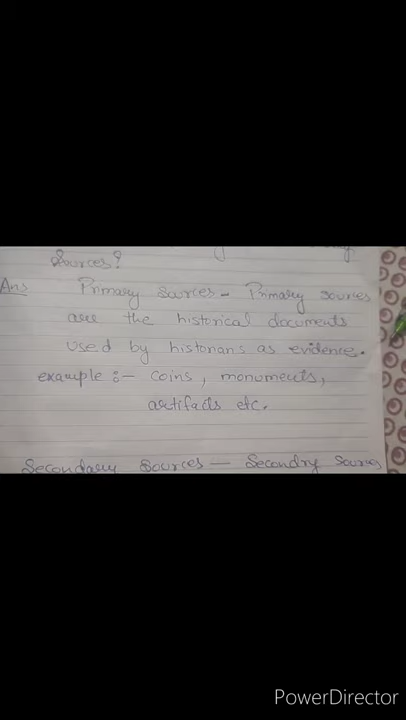 Sources?
Ans Primary Sources - Primary sources
are the historical documents
used by historians as evidence.
example :- coins, monuments,
artifacts etc.
Secondary Sources - Secondry Sources
PowerDirector